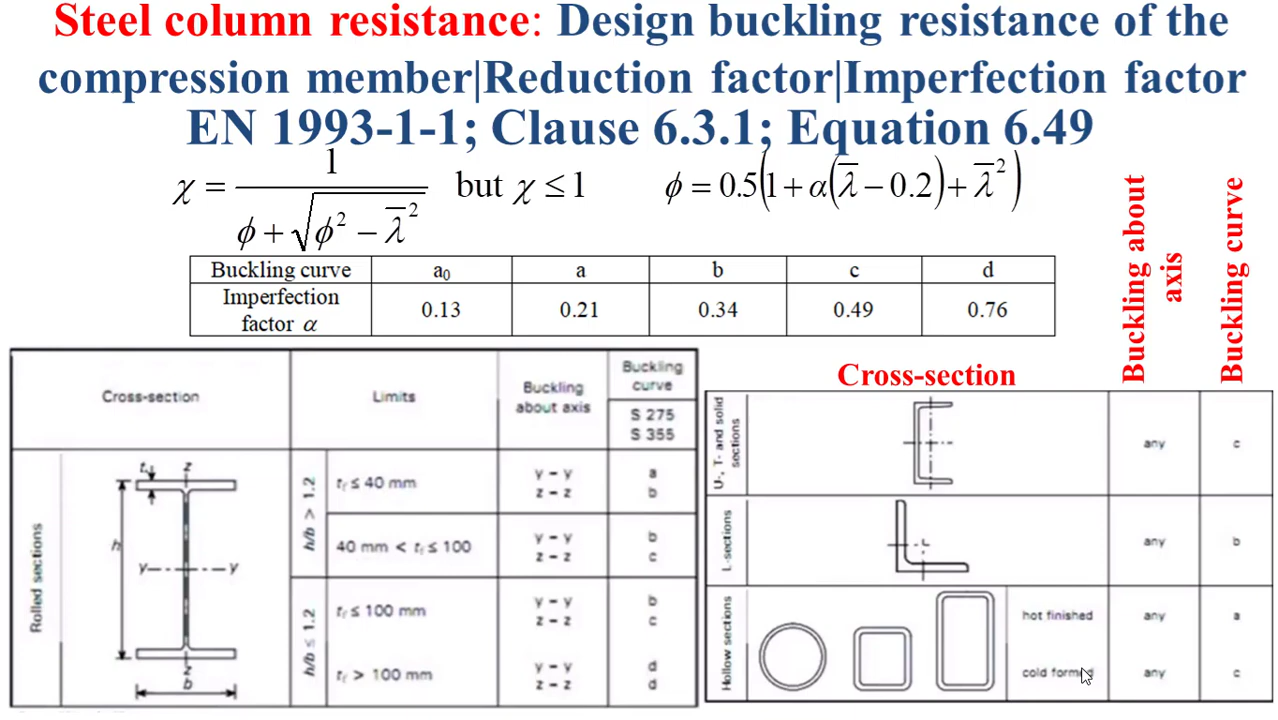 Steel column resistance: Design buckling resistance of the
compression member|Reduction factor|Imperfection factor
EN 1993-1-1; Clause 6.3.1; Equation 6.49
χ = 1 / (ϕ + √(ϕ² − λ̅²)) but χ ≤ 1
ϕ = 0.5(1 + α(λ̅ − 0.2) + λ̅²)
Buckling curve a₀ a b c d
Imperfection
factor α 0.13 0.21 0.34 0.49 0.76
Buckling about
axis
Buckling curve
Cross-section
Limits
Buckling
about axis
Buckling
curve
S 275
S 355
Rolled sections
tf
z
h
y y
z
b
h/b > 1.2
tf ≤ 40 mm
y – y a
z – z b
40 mm < tf ≤ 100
y – y b
z – z c
h/b ≤ 1.2
tf ≤ 100 mm
y – y b
z – z c
tf > 100 mm
y – y d
z – z d
Cross-section
U-, T- and solid
sections
any c
L-sections
any b
Hollow sections
hot finished any a
cold formed any c